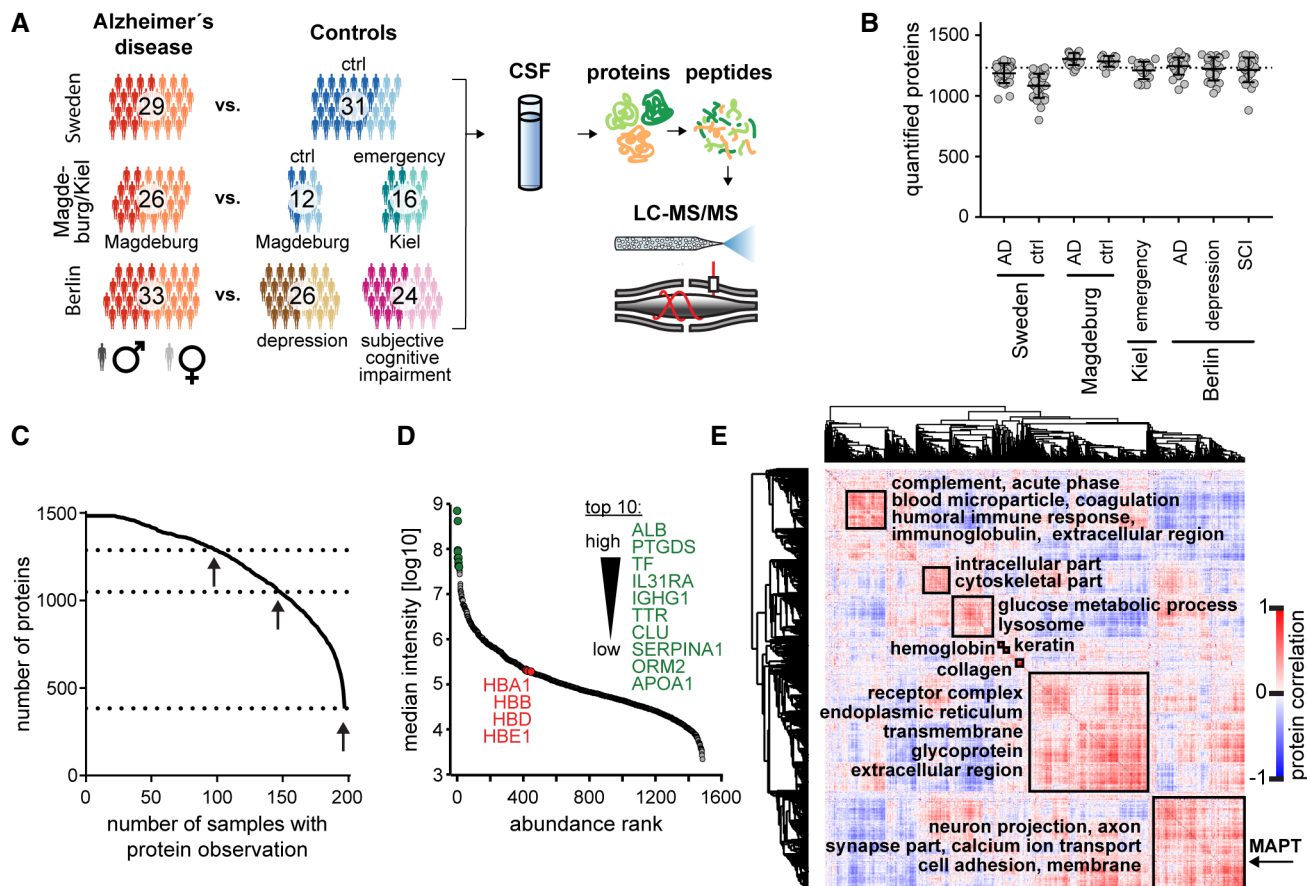 A
Alzheimer´s
disease
Controls
ctrl
Sweden
29
vs.
31
Magde-
burg/Kiel
26
vs.
ctrl
12
emergency
16
Magdeburg
Magdeburg
Kiel
Berlin
33
vs.
26
24
depression
subjective
cognitive
impairment
CSF
proteins
peptides
LC-MS/MS
B
quantified proteins
1500
1000
500
0
AD
ctrl
AD
ctrl
emergency
AD
depression
SCI
Sweden
Magdeburg
Kiel
Berlin
C
number of proteins
1500
1000
500
0
0
50
100
150
200
number of samples with
protein observation
D
median intensity [log10]
9
8
7
6
5
4
3
0
400
800
1200
1600
abundance rank
top 10:
high
low
ALB
PTGDS
TF
IL31RA
IGHG1
TTR
CLU
SERPINA1
ORM2
APOA1
HBA1
HBB
HBD
HBE1
E
complement, acute phase
blood microparticle, coagulation
humoral immune response,
immunoglobulin, extracellular region
intracellular part
cytoskeletal part
glucose metabolic process
lysosome
hemoglobin
keratin
collagen
receptor complex
endoplasmic reticulum
transmembrane
glycoprotein
extracellular region
neuron projection, axon
synapse part, calcium ion transport
cell adhesion, membrane
MAPT
1
0
-1
protein correlation